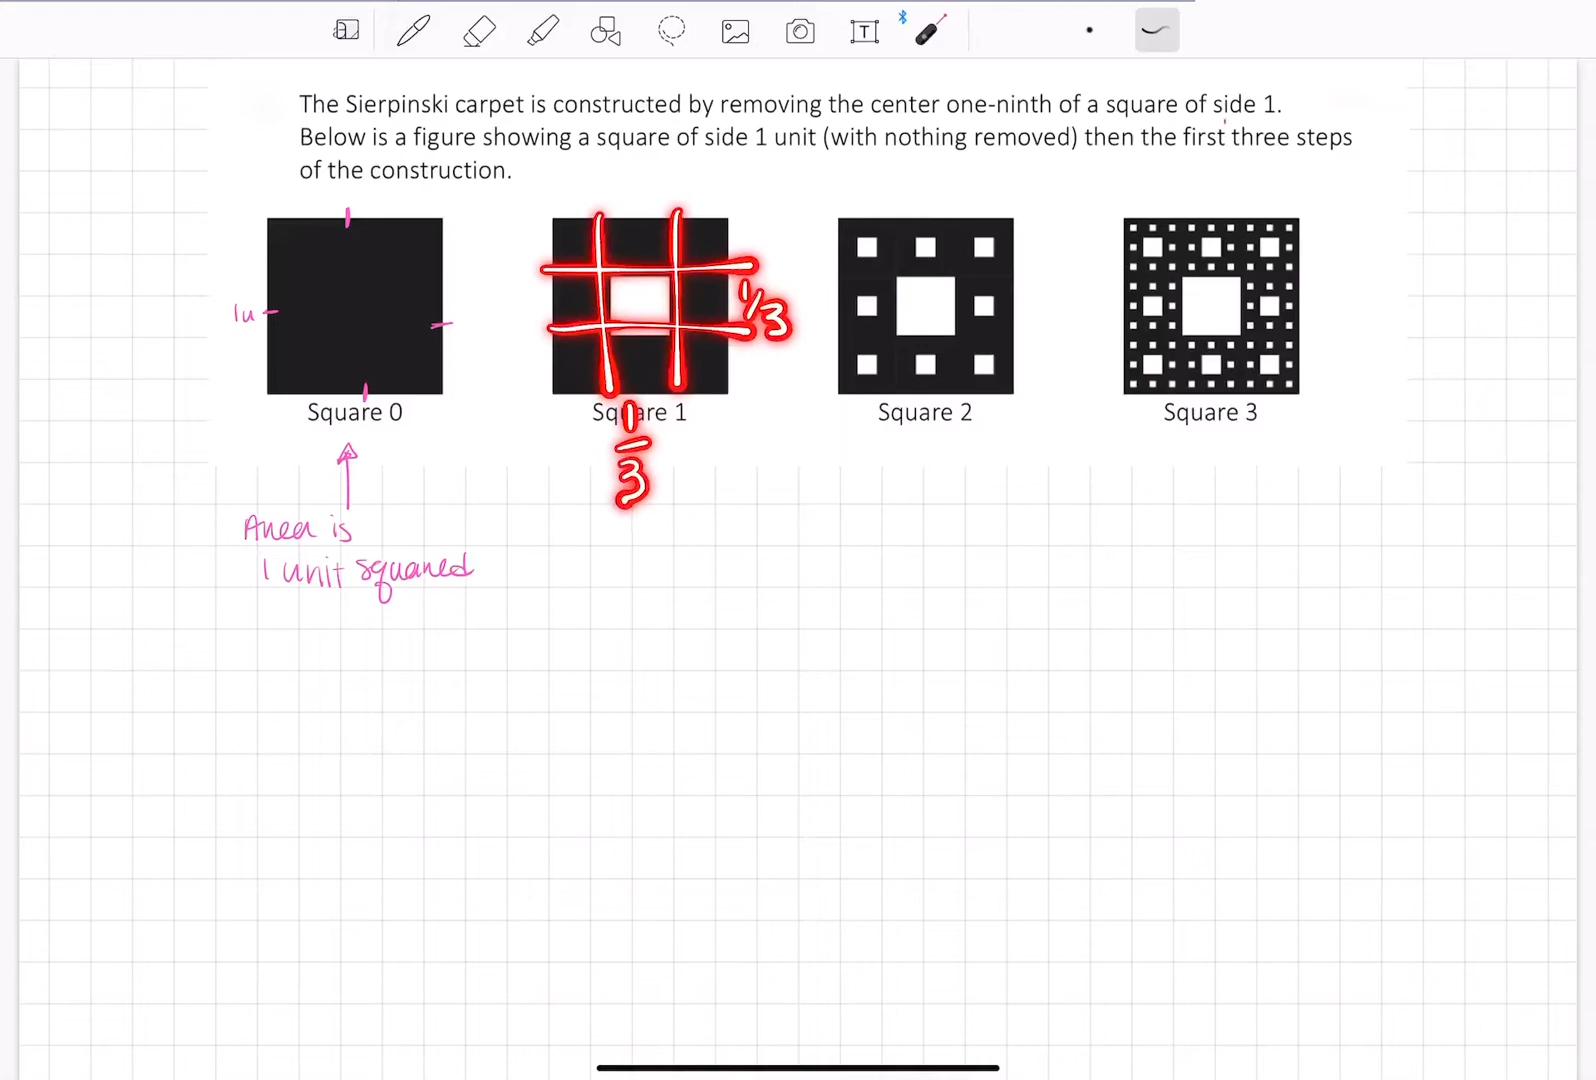 T
The Sierpinski carpet is constructed by removing the center one-ninth of a square of side 1.
Below is a figure showing a square of side 1 unit (with nothing removed) then the first three steps
of the construction.
1u
1/3
Square 0
Square 1
Square 2
Square 3
1
3
Area is
1 unit squared